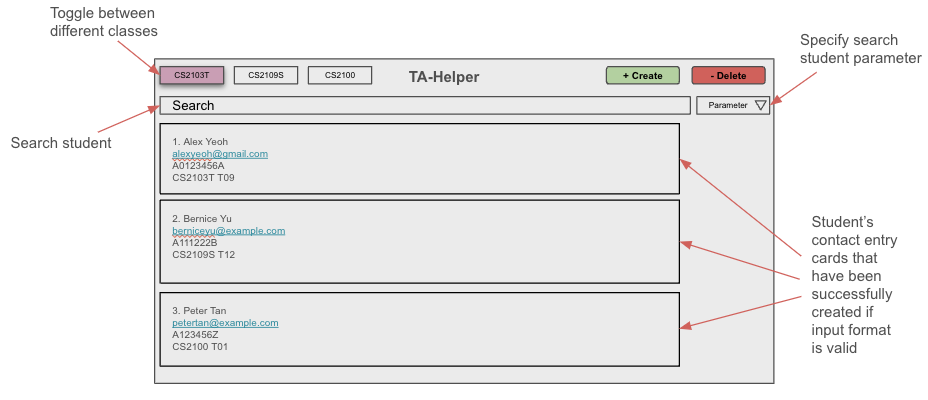 Toggle between
different classes
Specify search
student parameter
CS2103T
CS2109S
CS2100
TA-Helper
+ Create
- Delete
Search
Parameter
Search student
1. Alex Yeoh
alexyeoh@gmail.com
A0123456A
CS2103T T09
2. Bernice Yu
berniceyu@example.com
A111222B
CS2109S T12
3. Peter Tan
petertan@example.com
A123456Z
CS2100 T01
Student's
contact entry
cards that
have been
successfully
created if
input format
is valid